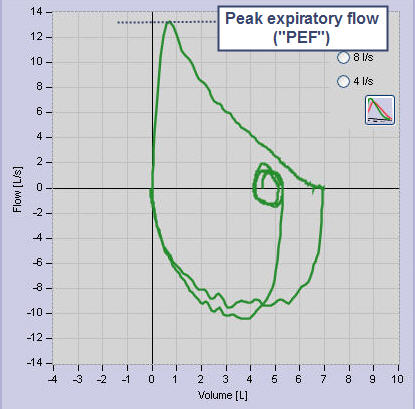 Peak expiratory flow
("PEF")
8 l/s
4 l/s
Flow [L/s]
14
12
10
8
6
4
2
0
-2
-4
-6
-8
-10
-12
-14
-4 -3 -2 -1 0 1 2 3 4 5 6 7 8 9 10
Volume [L]